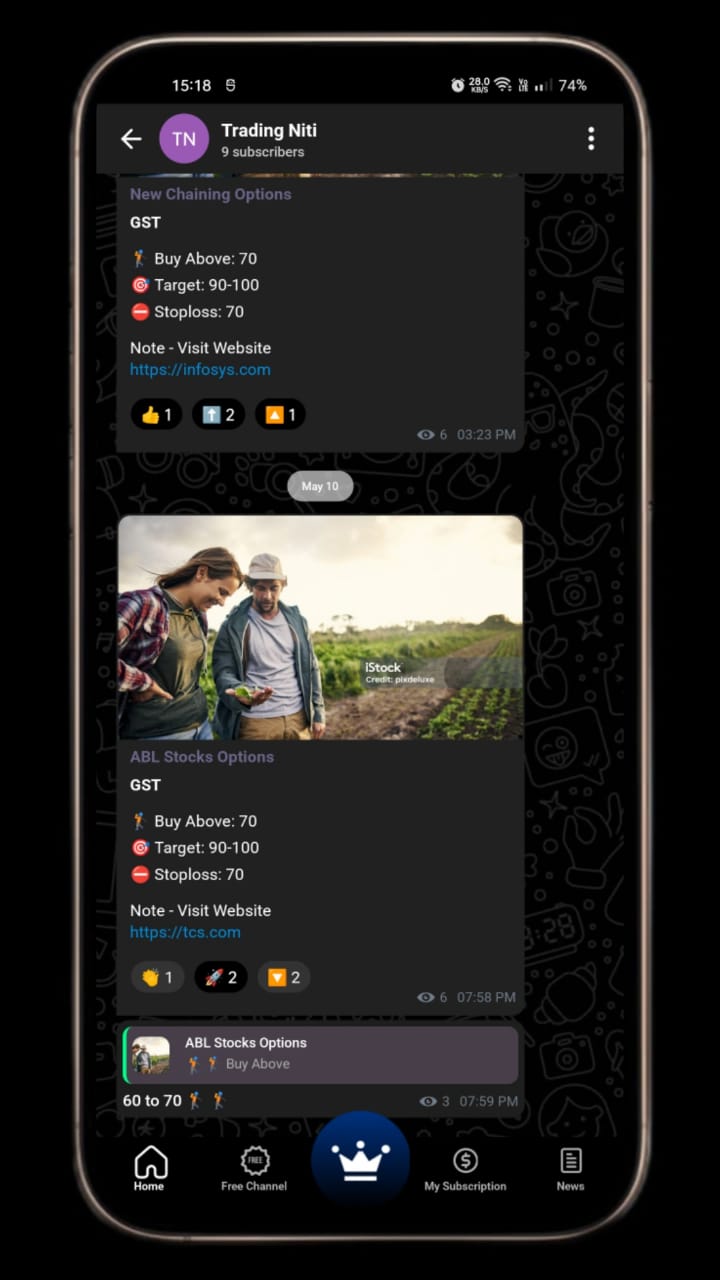 15:18
28.0
KB/S
Vo
LTE
74%
TN
Trading Niti
9 subscribers
New Chaining Options
GST
🏌️ Buy Above: 70
🎯 Target: 90-100
⛔ Stoploss: 70
Note - Visit Website
https://infosys.com
👍 1 ⬆️ 2 🔼 1
6 03:23 PM
May 10
iStock
Credit: pixdeluxe
ABL Stocks Options
GST
🏌️ Buy Above: 70
🎯 Target: 90-100
⛔ Stoploss: 70
Note - Visit Website
https://tcs.com
👏 1 🚀 2 🔽 2
6 07:58 PM
ABL Stocks Options
🏌️ 🏌️ Buy Above
60 to 70 🏌️ 🏌️
3 07:59 PM
Home
FREE
Free Channel
My Subscription
News